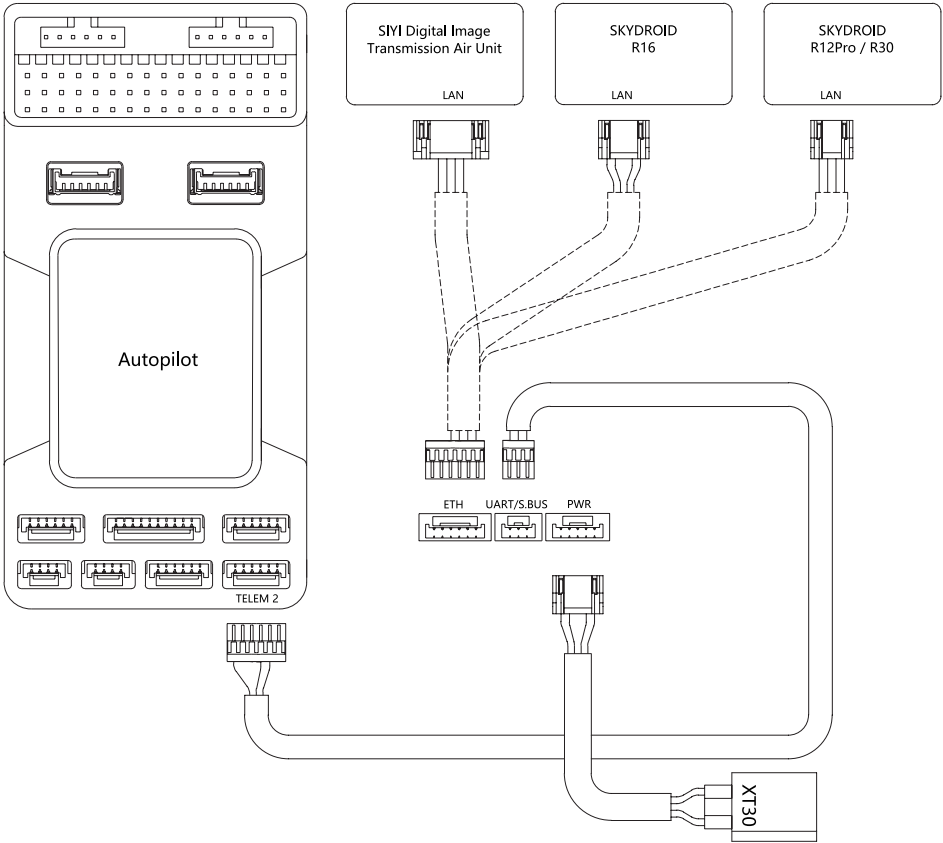 SIYI Digital Image
Transmission Air Unit
LAN
SKYDROID
R16
LAN
SKYDROID
R12Pro / R30
LAN
Autopilot
ETH
UART/S.BUS
PWR
TELEM 2
XT30